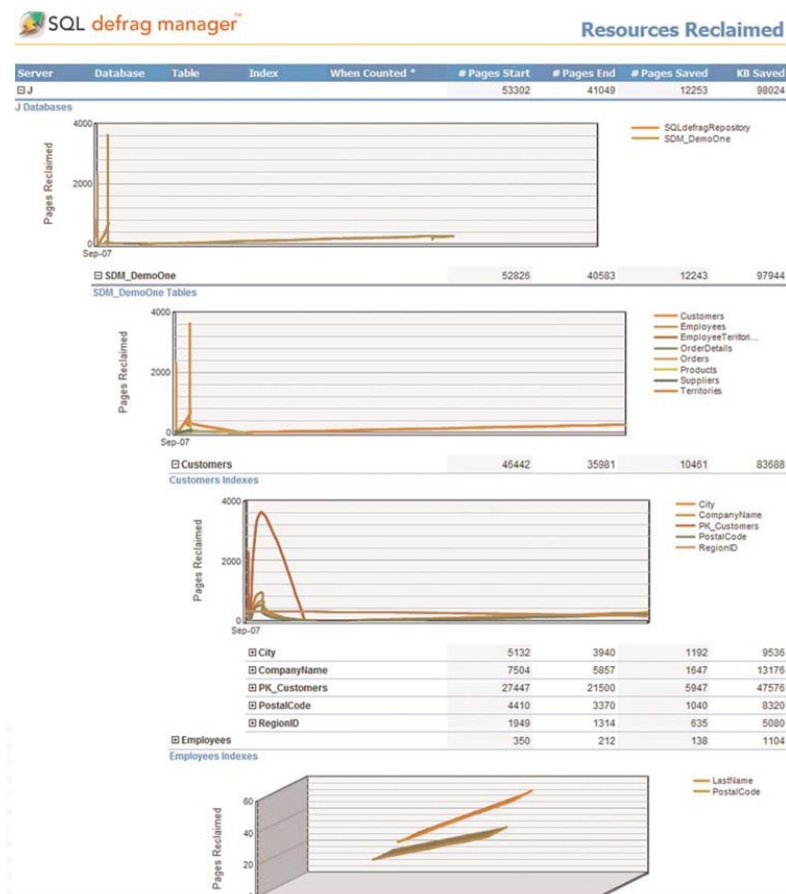 SQL defrag manager™
Resources Reclaimed
Server Database Table Index When Counted * # Pages Start # Pages End # Pages Saved KB Saved
J 53302 41049 12253 98024
J Databases
4000
2000
0
Pages Reclaimed
Sep-07
SQLdefragRepository
SDM_DemoOne
SDM_DemoOne 52826 40583 12243 97944
SDM_DemoOne Tables
4000
2000
0
Pages Reclaimed
Sep-07
Customers
Employees
EmployeeTerritori...
OrderDetails
Orders
Products
Suppliers
Territories
Customers 46442 35981 10461 83688
Customers Indexes
4000
2000
0
Pages Reclaimed
Sep-07
City
CompanyName
PK_Customers
PostalCode
RegionID
City 5132 3940 1192 9536
CompanyName 7504 5857 1647 13176
PK_Customers 27447 21500 5947 47576
PostalCode 4410 3370 1040 8320
RegionID 1949 1314 635 5080
Employees 350 212 138 1104
Employees Indexes
60
40
20
Pages Reclaimed
LastName
PostalCode